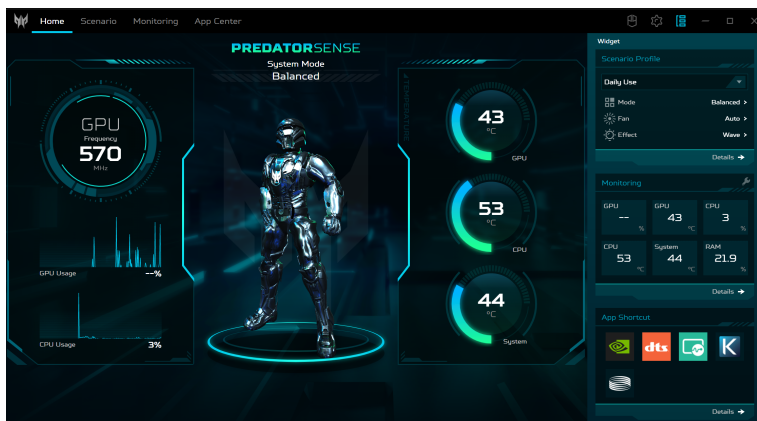 Home Scenario Monitoring App Center
PREDATORSENSE
System Mode
Balanced
GPU
Frequency
570
MHz
GPU Usage --%
CPU Usage 3%
TEMPERATURE
43
°C
GPU
53
°C
CPU
44
°C
System
Widget
Scenario Profile
Daily Use
Mode Balanced >
Fan Auto >
Effect Wave >
Details →
Monitoring
GPU
--
%
GPU
43
°C
CPU
3
%
CPU
53
°C
System
44
°C
RAM
21.9
%
Details →
App Shortcut
dts
K
Details →